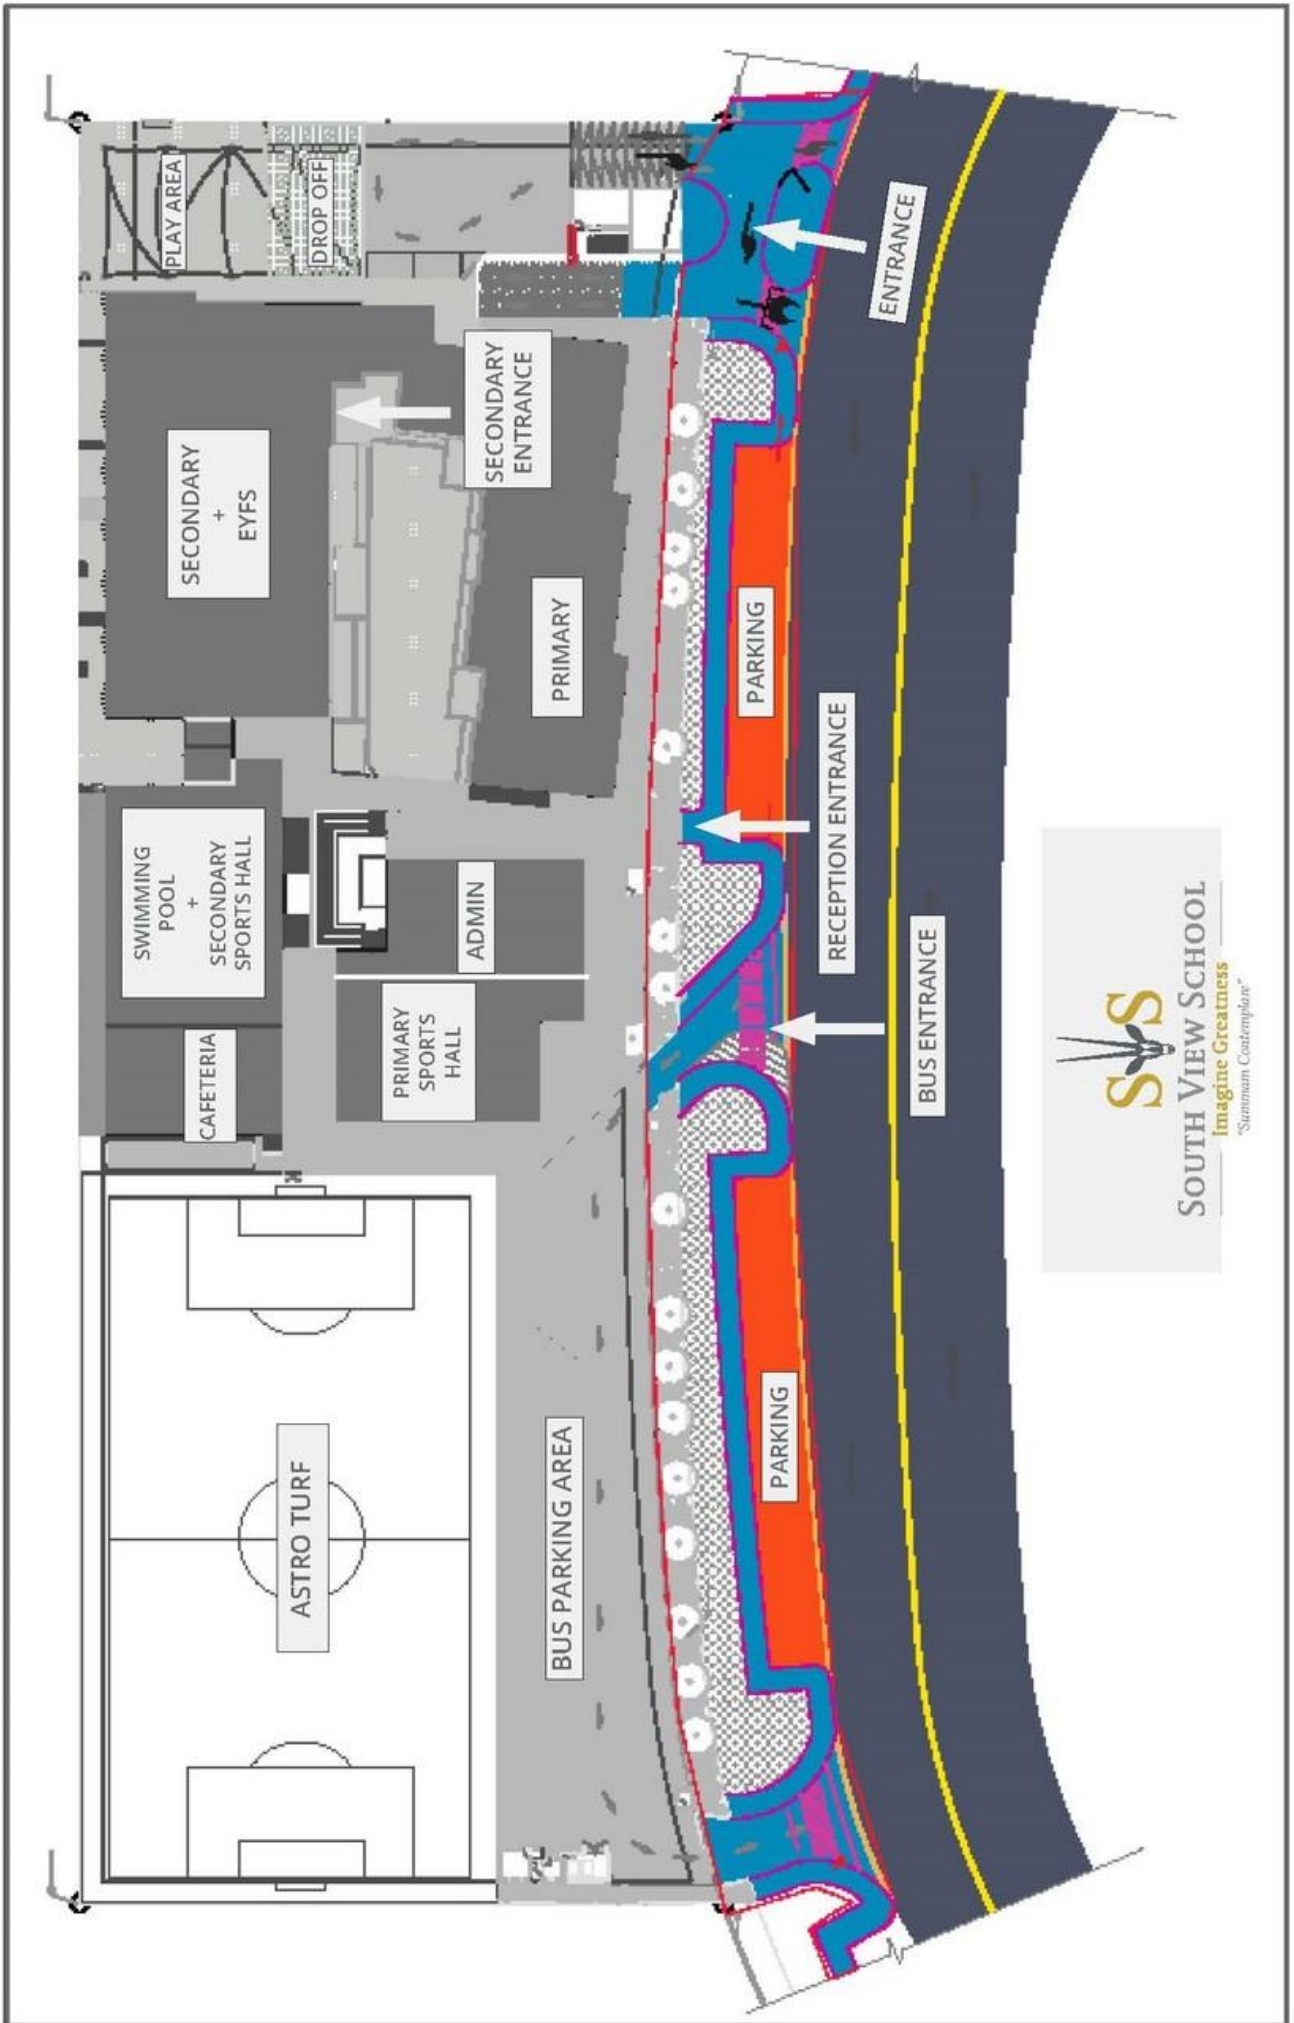 CAFETERIA
SWIMMING
POOL
+
SECONDARY
SPORTS HALL
SECONDARY
+
EYFS
PLAY AREA
DROP OFF
ASTRO TURF
PRIMARY
SPORTS
HALL
ADMIN
SECONDARY
ENTRANCE
PRIMARY
BUS PARKING AREA
PARKING
PARKING
RECEPTION ENTRANCE
BUS ENTRANCE
ENTRANCE
SVS
SOUTH VIEW SCHOOL
Imagine Greatness
"Summam Contemplare"